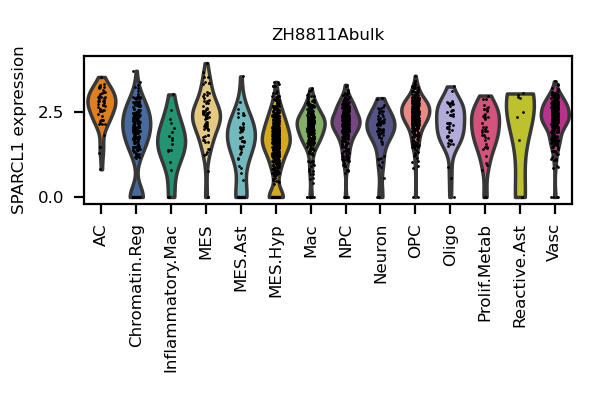 ZH8811Abulk
SPARCL1 expression
2.5
0.0
AC
Chromatin.Reg
Inflammatory.Mac
MES
MES.Ast
MES.Hyp
Mac
NPC
Neuron
OPC
Oligo
Prolif.Metab
Reactive.Ast
Vasc